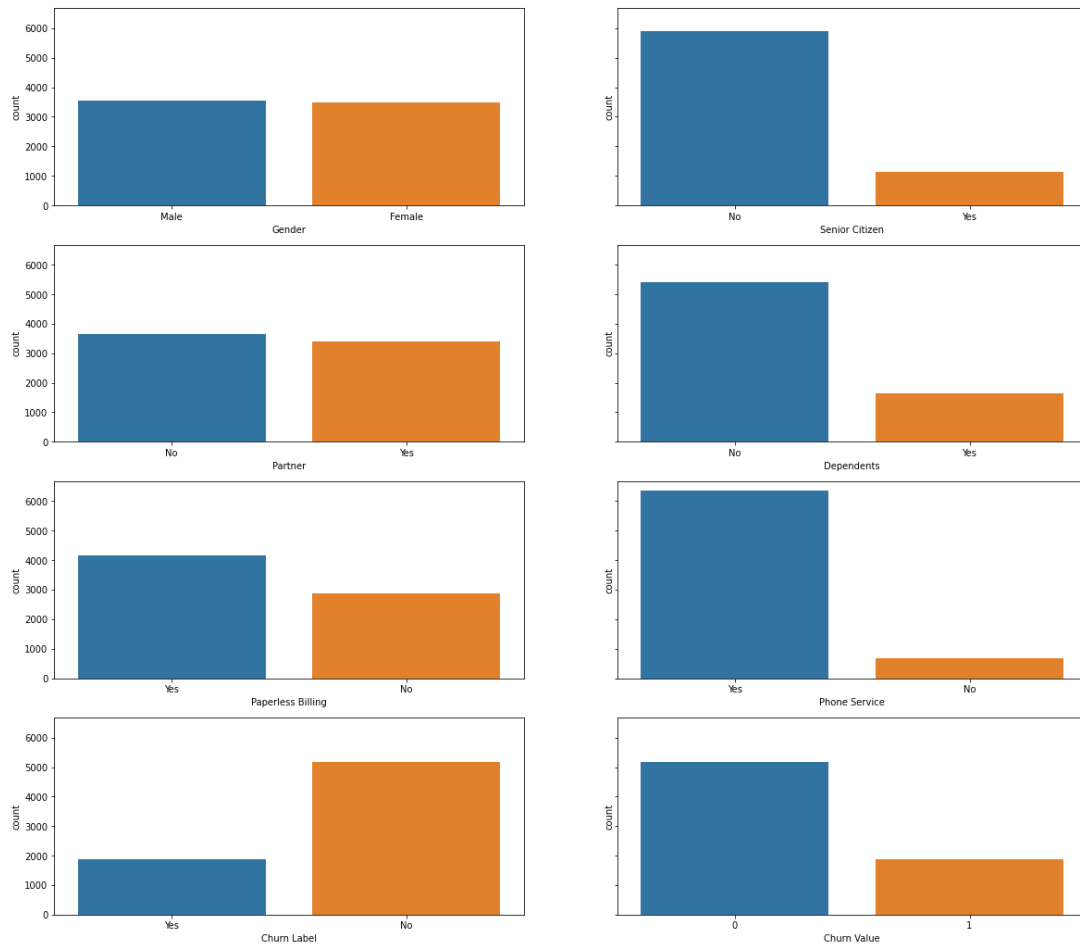 6000
5000
4000
3000
2000
1000
0
count
Male Female
Gender
count
No Yes
Senior Citizen
6000
5000
4000
3000
2000
1000
0
count
No Yes
Partner
count
No Yes
Dependents
6000
5000
4000
3000
2000
1000
0
count
Yes No
Paperless Billing
count
Yes No
Phone Service
6000
5000
4000
3000
2000
1000
0
count
Yes No
Churn Label
count
0 1
Churn Value